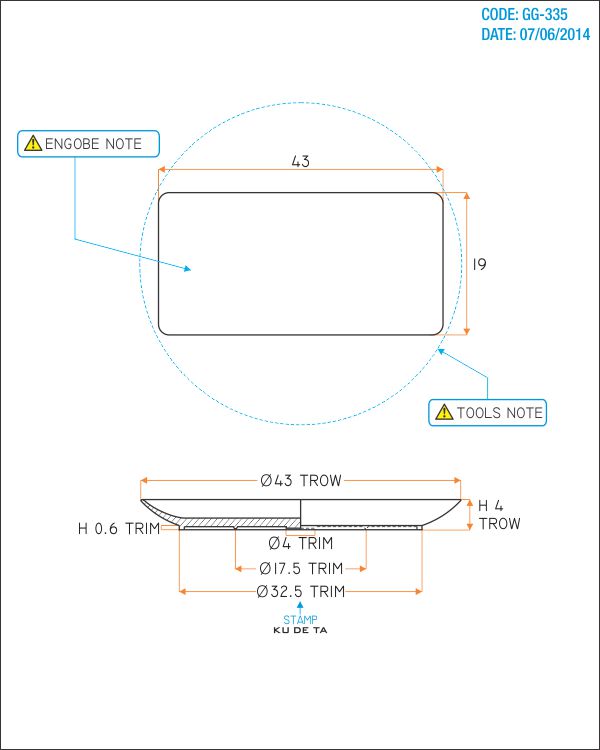 CODE: GG-335
DATE: 07/06/2014
ENGOBE NOTE
43
19
TOOLS NOTE
Ø43 TROW
H 4
TROW
H 0.6 TRIM
Ø4 TRIM
Ø17.5 TRIM
Ø32.5 TRIM
STAMP
KU DE TA